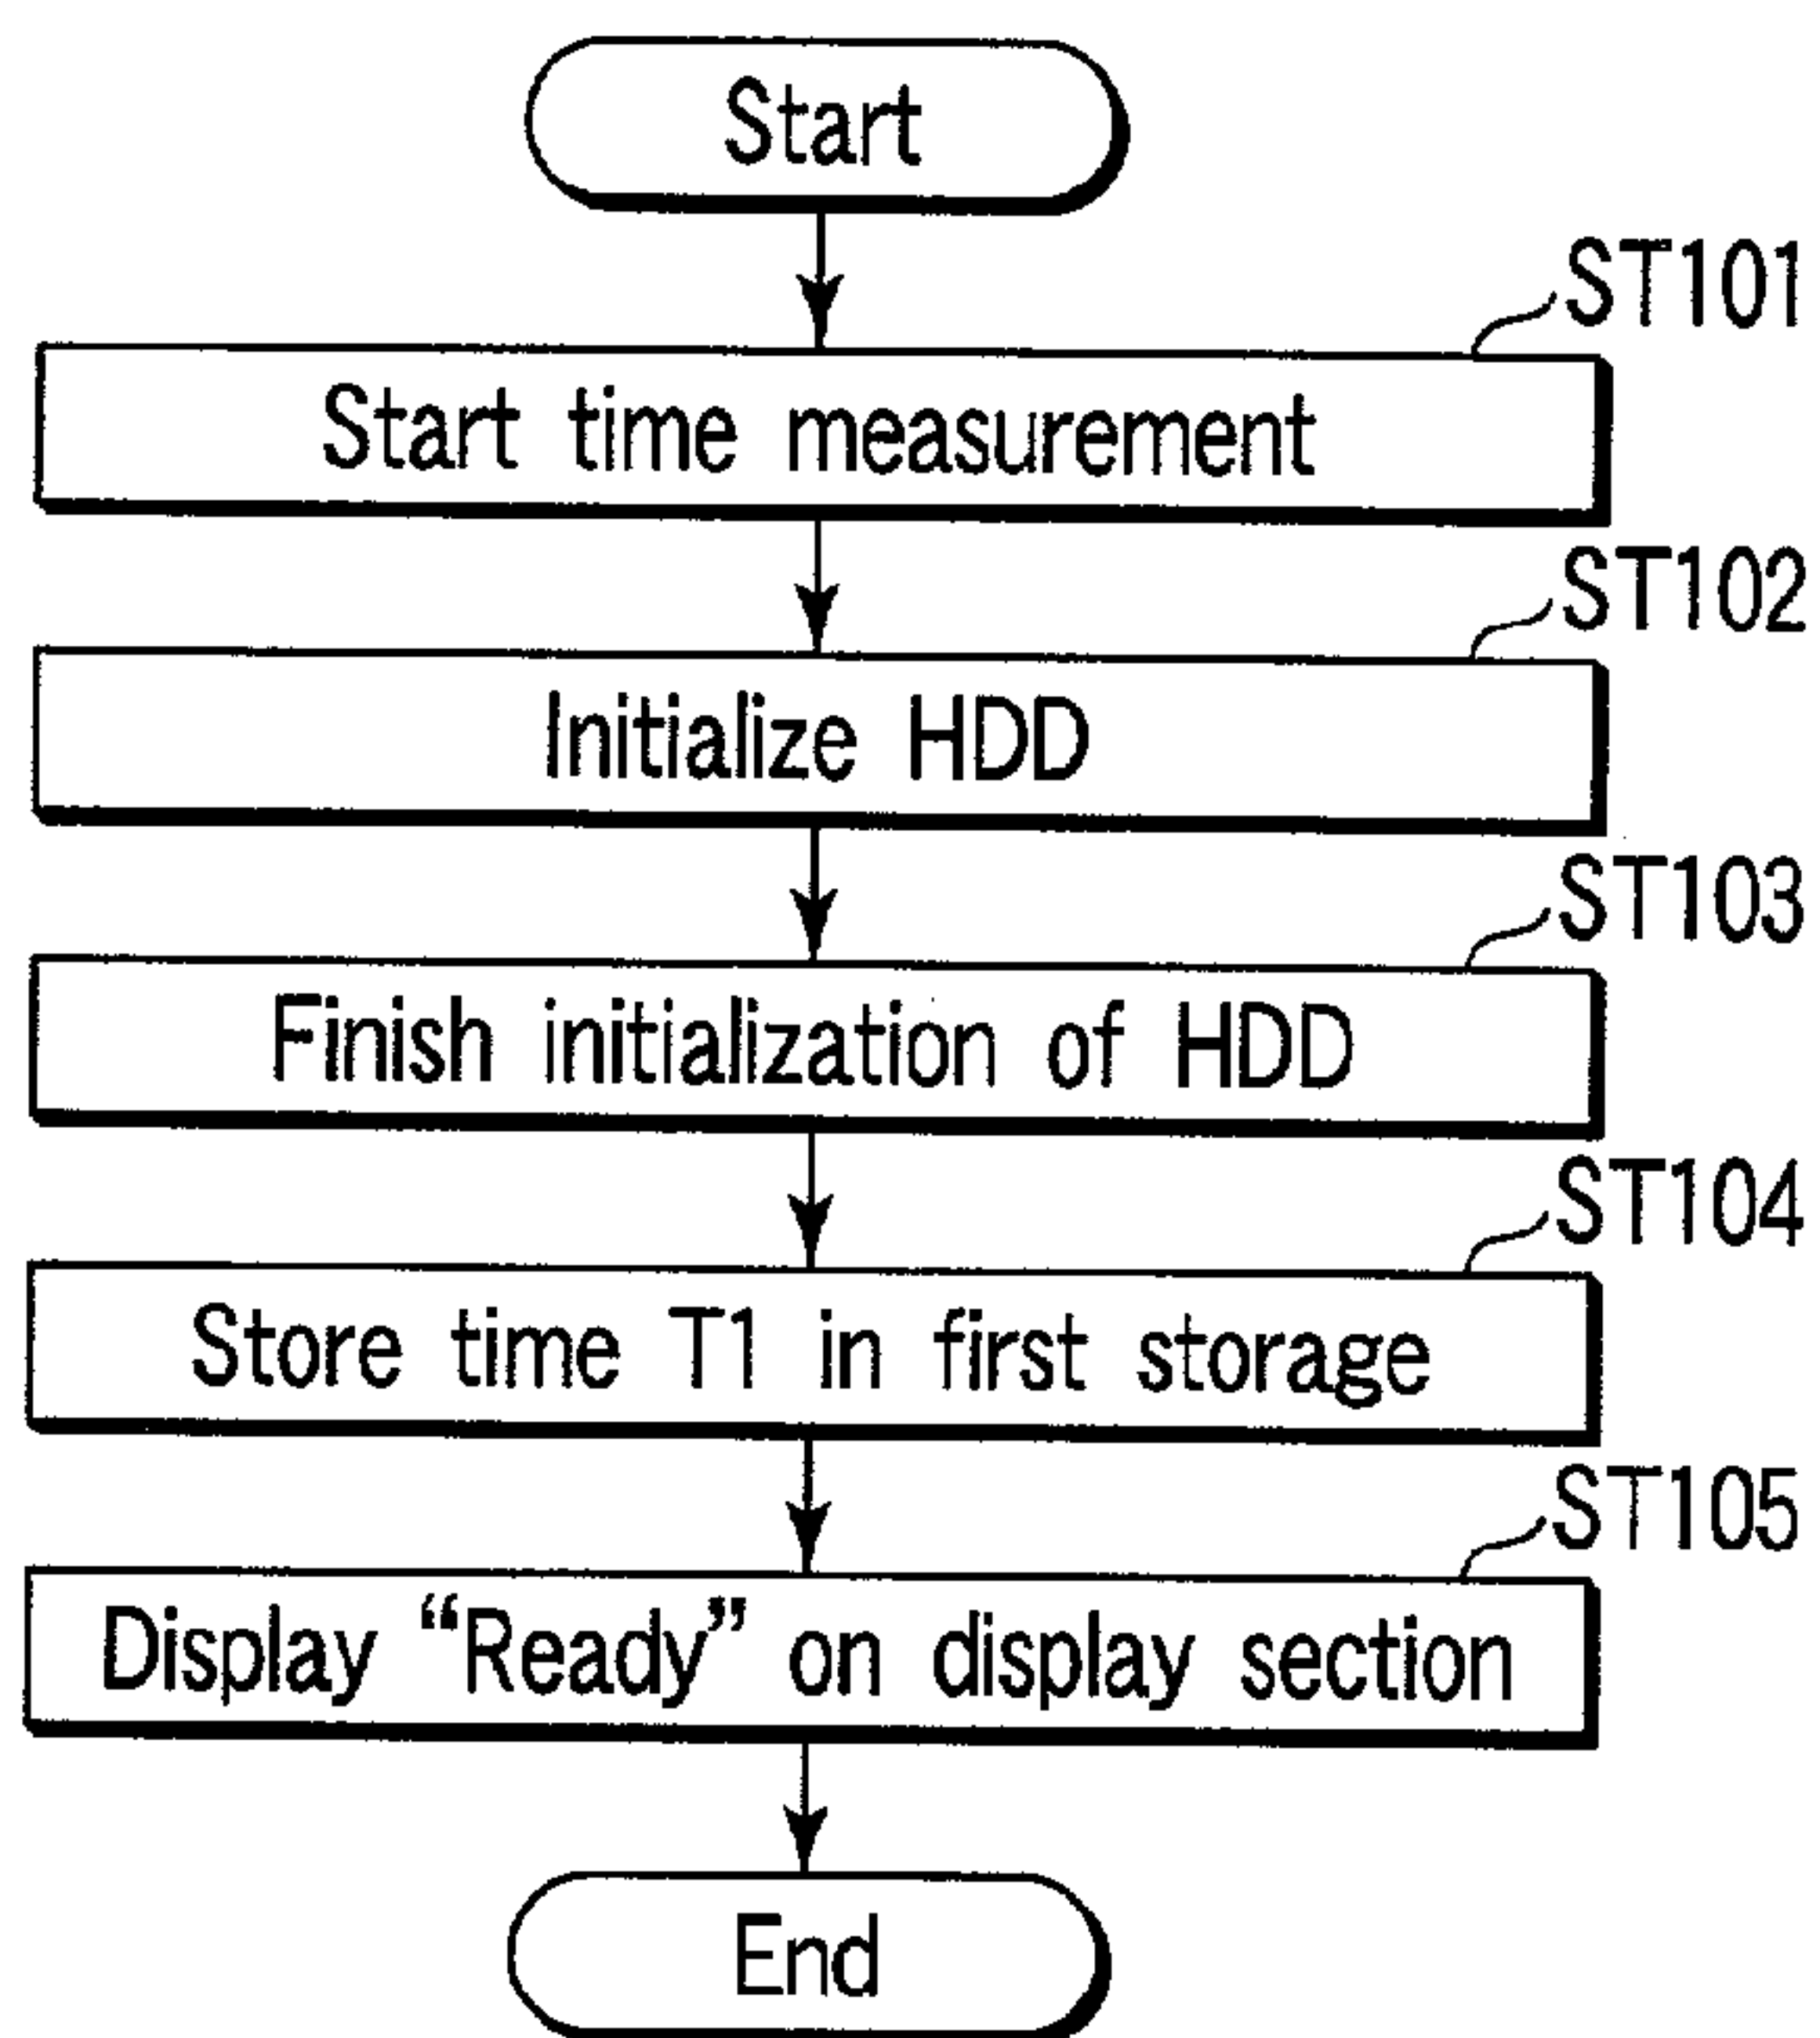 Start
ST101
Start time measurement
ST102
Initialize HDD
ST103
Finish initialization of HDD
ST104
Store time T1 in first storage
ST105
Display “Ready” on display section
End